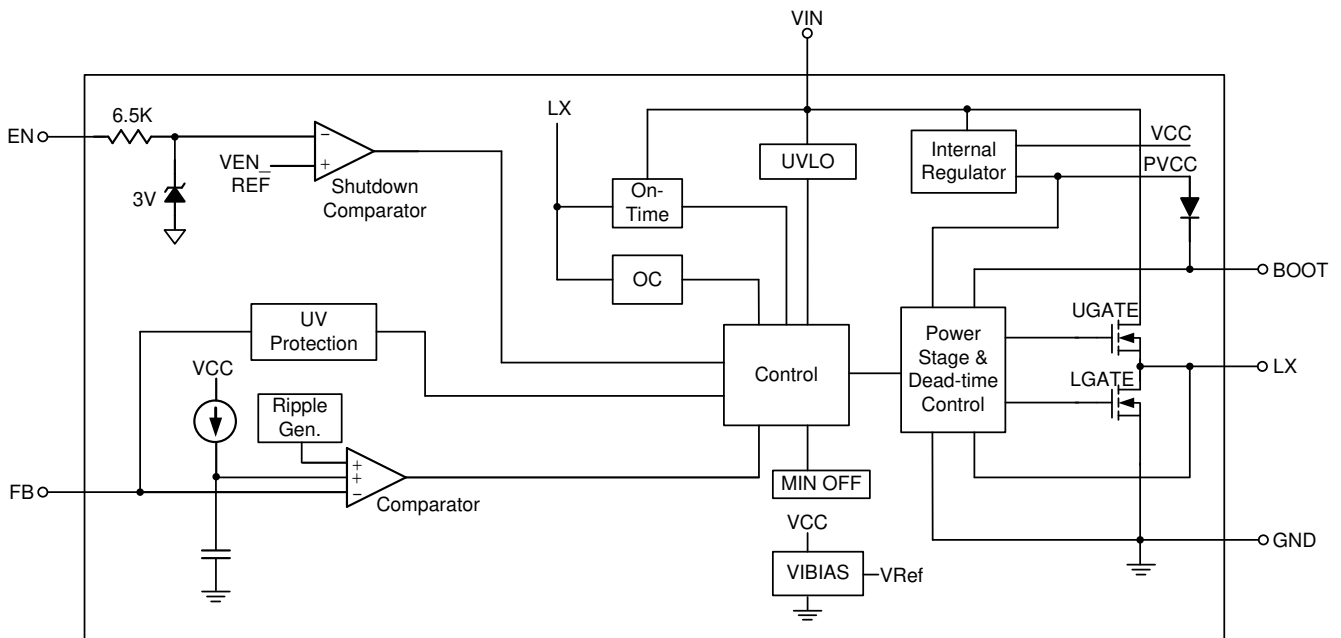 VIN
EN
6.5K
3V
VEN_
REF
Shutdown
Comparator
LX
On-
Time
OC
UVLO
Internal
Regulator
VCC
PVCC
BOOT
UV
Protection
VCC
Ripple
Gen.
FB
Comparator
Control
MIN OFF
Power
Stage &
Dead-time
Control
UGATE
LX
LGATE
GND
VCC
VIBIAS
VRef